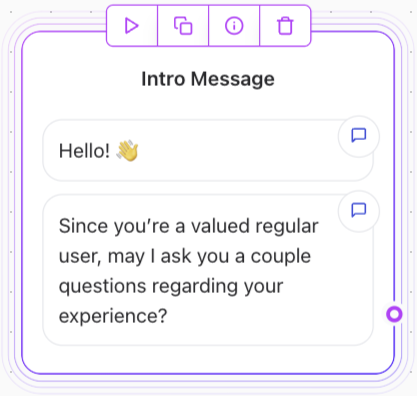 Intro Message
Hello! 👋
Since you’re a valued regular
user, may I ask you a couple
questions regarding your
experience?